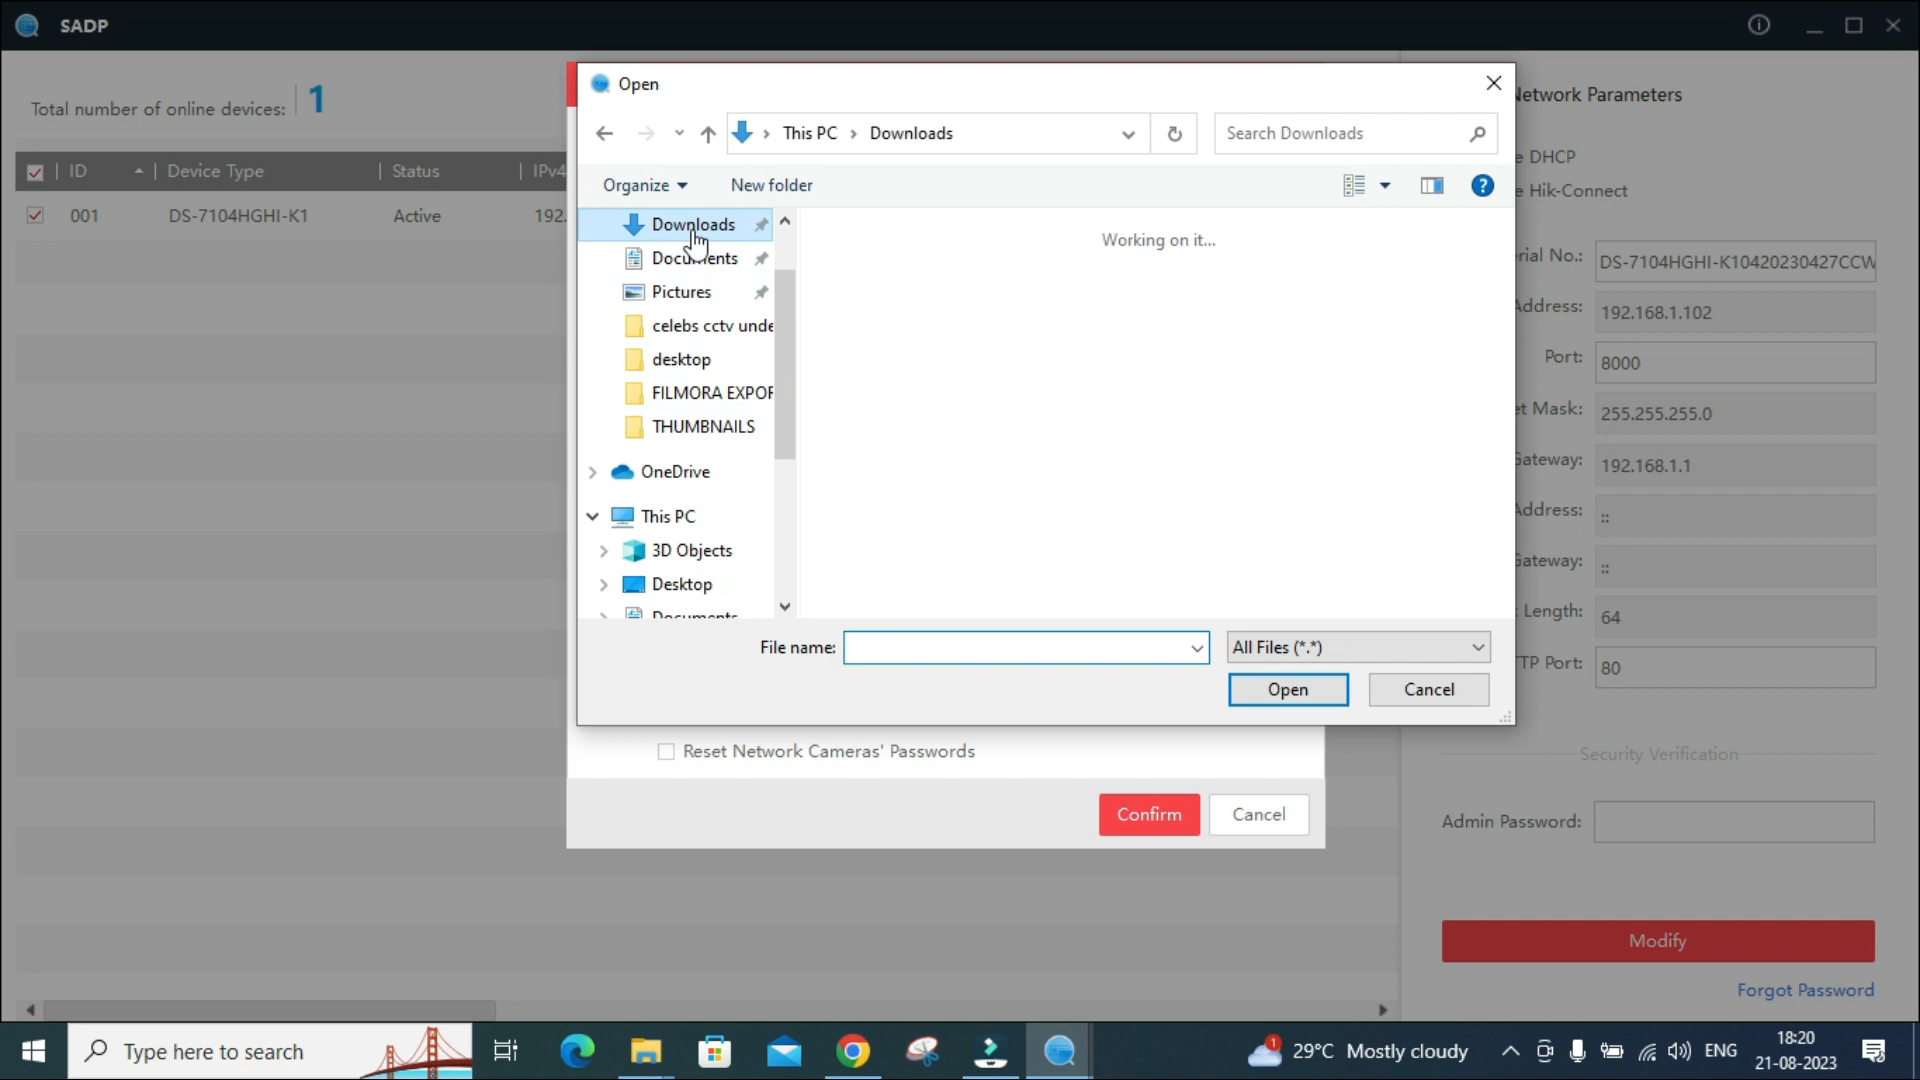 SADP
Total number of online devices: 1
ID Device Type Status IPv4
001 DS-7104HGHI-K1 Active 192.
Open
This PC Downloads
Search Downloads
Organize New folder
Downloads
Documents
Pictures
celebs cctv unde
desktop
FILMORA EXPOR
THUMBNAILS
OneDrive
This PC
3D Objects
Desktop
Documents
Working on it...
File name:
All Files (*.*)
Open Cancel
Reset Network Cameras' Passwords
Confirm Cancel
Network Parameters
e DHCP
e Hik-Connect
rial No.: DS-7104HGHI-K10420230427CCW
Address: 192.168.1.102
Port: 8000
et Mask: 255.255.255.0
Gateway: 192.168.1.1
Address: ::
Gateway: ::
Length: 64
TP Port: 80
Security Verification
Admin Password:
Modify
Forgot Password
Type here to search
1
29°C Mostly cloudy
ENG
18:20
21-08-2023